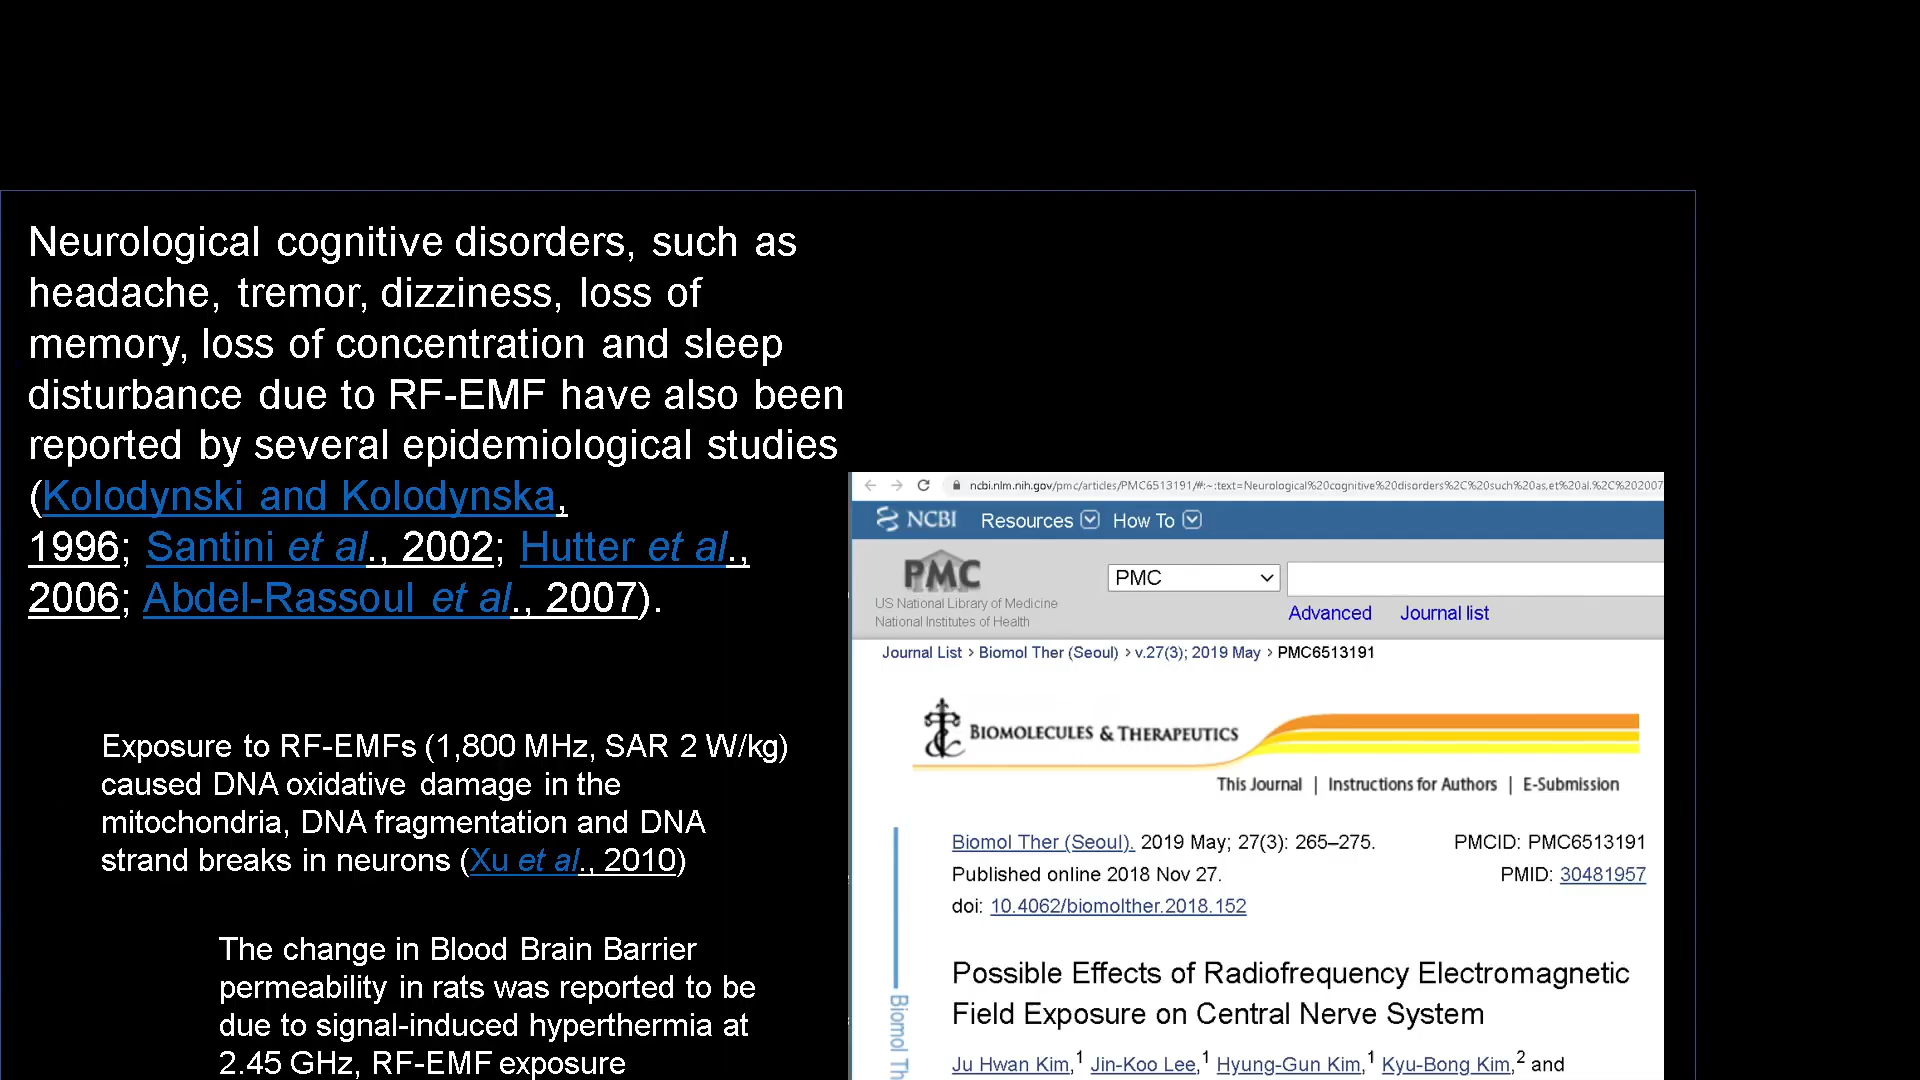 Neurological cognitive disorders, such as
headache, tremor, dizziness, loss of
memory, loss of concentration and sleep
disturbance due to RF-EMF have also been
reported by several epidemiological studies
(Kolodynski and Kolodynska,
1996; Santini et al., 2002; Hutter et al.,
2006; Abdel-Rassoul et al., 2007).
Exposure to RF-EMFs (1,800 MHz, SAR 2 W/kg)
caused DNA oxidative damage in the
mitochondria, DNA fragmentation and DNA
strand breaks in neurons (Xu et al., 2010)
The change in Blood Brain Barrier
permeability in rats was reported to be
due to signal-induced hyperthermia at
2.45 GHz, RF-EMF exposure
ncbi.nlm.nih.gov/pmc/articles/PMC6513191/#:~:text=Neurological%20cognitive%20disorders%2C%20such%20as,et%20al.%2C%202007
NCBI Resources How To
PMC
US National Library of Medicine
National Institutes of Health
PMC
Advanced Journal list
Journal List > Biomol Ther (Seoul) > v.27(3); 2019 May > PMC6513191
BIOMOLECULES & THERAPEUTICS
This Journal | Instructions for Authors | E-Submission
Biomol Ther (Seoul). 2019 May; 27(3): 265–275. PMCID: PMC6513191
Published online 2018 Nov 27. PMID: 30481957
doi: 10.4062/biomolther.2018.152
Possible Effects of Radiofrequency Electromagnetic
Field Exposure on Central Nerve System
Ju Hwan Kim,1 Jin-Koo Lee,1 Hyung-Gun Kim,1 Kyu-Bong Kim,2 and
Biomol Th